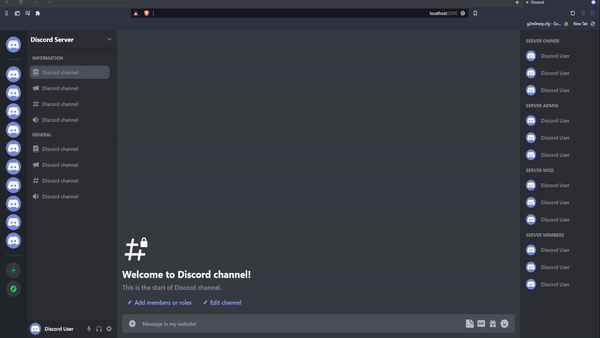 Discord
localhost:3000
New Tab
Discord Server
INFORMATION
Discord channel
Discord channel
Discord channel
Discord channel
GENERAL
Discord channel
Discord channel
Discord channel
Discord channel
Discord User
Welcome to Discord channel!
This is the start of Discord channel.
Add members or roles
Edit channel
Message in my website!
GIF
SERVER OWNER
Discord User
Discord User
Discord User
SERVER ADMIN
Discord User
Discord User
Discord User
SERVER MOD
Discord User
Discord User
Discord User
SERVER MEMBERS
Discord User
Discord User
Discord User